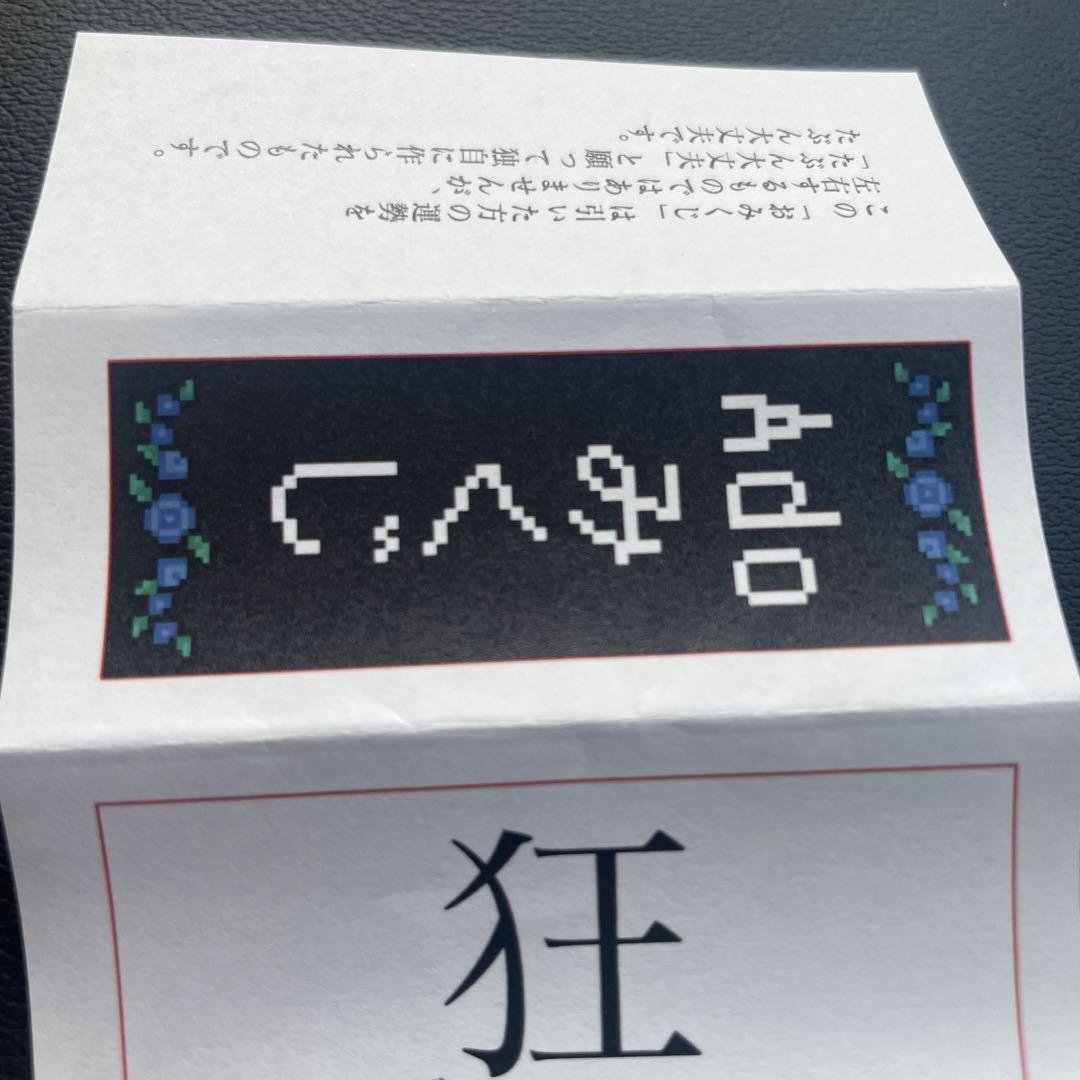 この「おみくじ」は引いた方の運勢を
左右するものではありませんが、
「たぶん大丈夫」と願って独自に作られたものです。
たぶん大丈夫です。
Ado
みくじ
狂